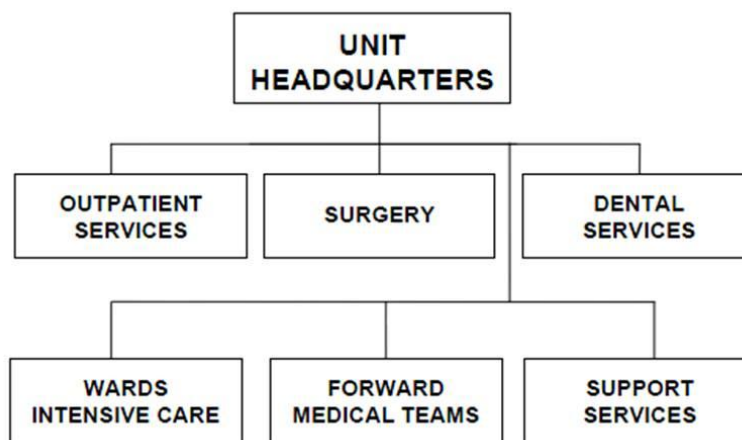 UNIT
HEADQUARTERS
OUTPATIENT
SERVICES
SURGERY
DENTAL
SERVICES
WARDS
INTENSIVE CARE
FORWARD
MEDICAL TEAMS
SUPPORT
SERVICES